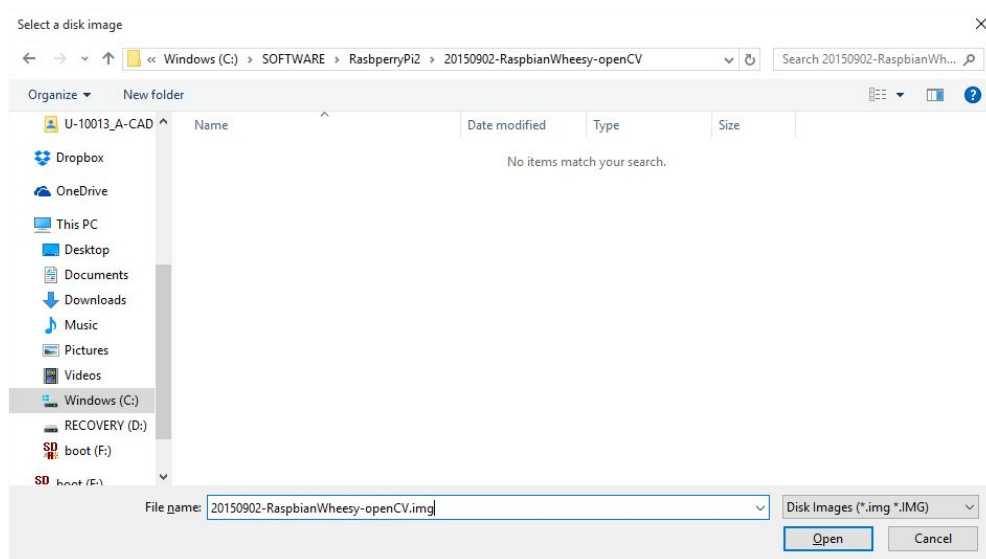 Select a disk image
« Windows (C:) › SOFTWARE › RasbperryPi2 › 20150902-RaspbianWheesy-openCV
Search 20150902-RaspbianWh...
Organize
New folder
U-10013_A-CAD
Dropbox
OneDrive
This PC
Desktop
Documents
Downloads
Music
Pictures
Videos
Windows (C:)
RECOVERY (D:)
boot (F:)
boot (F:)
Name Date modified Type Size
No items match your search.
File name: 20150902-RaspbianWheesy-openCV.img
Disk Images (*.img *.IMG)
Open Cancel